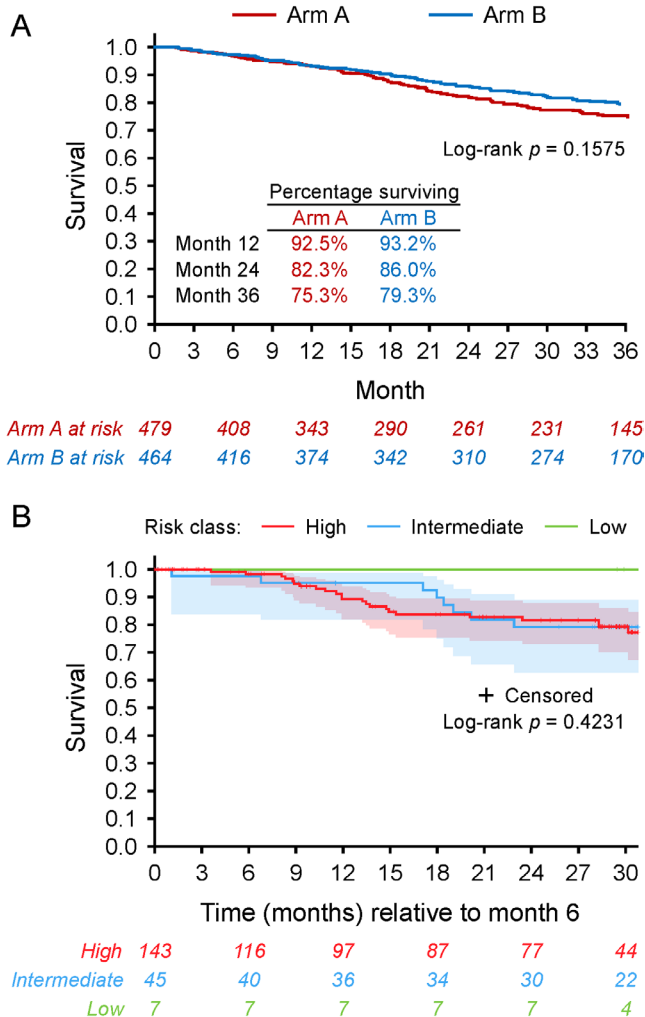 A
Arm A Arm B
1.0
0.9
0.8
0.7
0.6
0.5
0.4
0.3
0.2
0.1
0.0
Survival
Log-rank p = 0.1575
Percentage surviving
Arm A Arm B
Month 12 92.5% 93.2%
Month 24 82.3% 86.0%
Month 36 75.3% 79.3%
0 3 6 9 12 15 18 21 24 27 30 33 36
Month
Arm A at risk 479 408 343 290 261 231 145
Arm B at risk 464 416 374 342 310 274 170
B
Risk class: High Intermediate Low
1.0
0.9
0.8
0.7
0.6
0.5
0.4
0.3
0.2
0.1
0.0
Survival
+ Censored
Log-rank p = 0.4231
0 3 6 9 12 15 18 21 24 27 30
Time (months) relative to month 6
High 143 116 97 87 77 44
Intermediate 45 40 36 34 30 22
Low 7 7 7 7 7 4